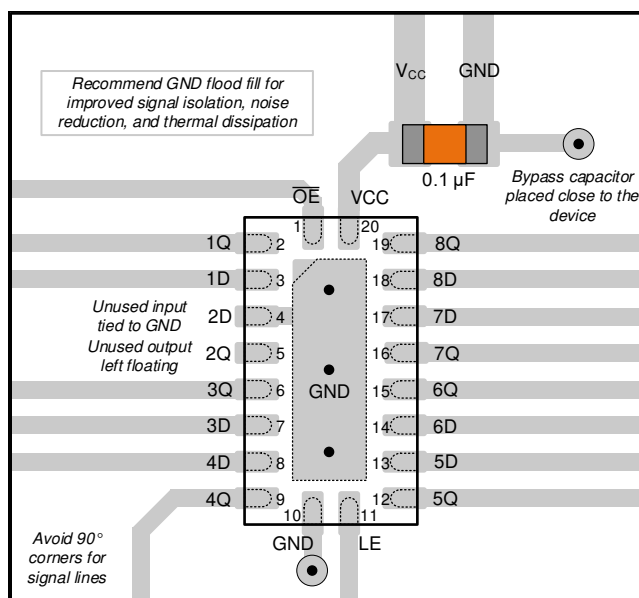 Recommend GND flood fill for
improved signal isolation, noise
reduction, and thermal dissipation
V_CC GND
0.1 µF
Bypass capacitor
placed close to the
device
O̅E̅ VCC
1 20
1Q 2 19 8Q
1D 3 18 8D
Unused input
tied to GND
2D 4 17 7D
Unused output
left floating
2Q 5 16 7Q
3Q 6 GND 15 6Q
3D 7 14 6D
4D 8 13 5D
4Q 9 12 5Q
10 11
GND LE
Avoid 90°
corners for
signal lines